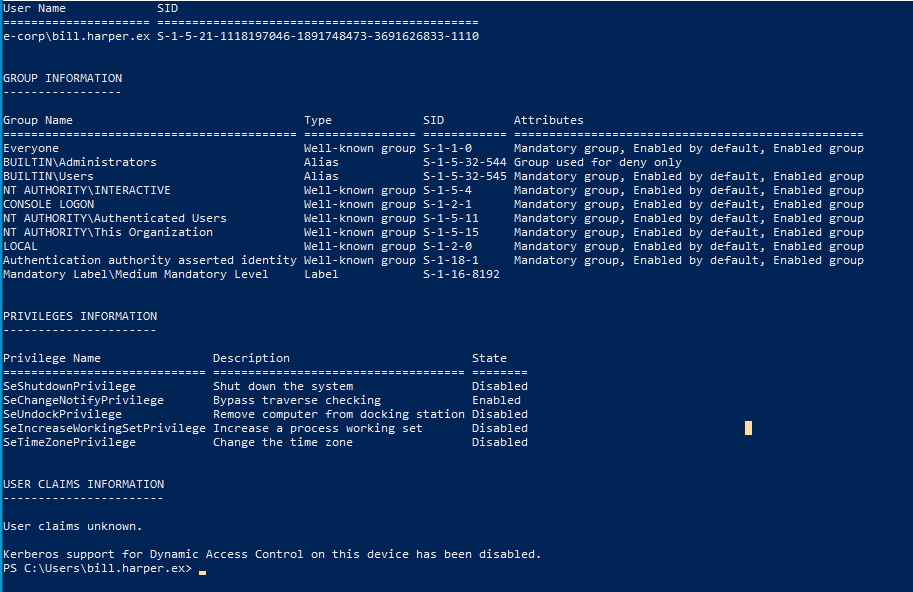 User Name             SID
===================== ==============================================
e-corp\bill.harper.ex S-1-5-21-1118197046-1891748473-3691626833-1110
GROUP INFORMATION
-----------------
Group Name                                 Type             SID          Attributes
========================================== ================ ============ ==================================================
Everyone                                   Well-known group S-1-1-0      Mandatory group, Enabled by default, Enabled group
BUILTIN\Administrators                     Alias            S-1-5-32-544 Group used for deny only
BUILTIN\Users                              Alias            S-1-5-32-545 Mandatory group, Enabled by default, Enabled group
NT AUTHORITY\INTERACTIVE                   Well-known group S-1-5-4      Mandatory group, Enabled by default, Enabled group
CONSOLE LOGON                              Well-known group S-1-2-1      Mandatory group, Enabled by default, Enabled group
NT AUTHORITY\Authenticated Users           Well-known group S-1-5-11     Mandatory group, Enabled by default, Enabled group
NT AUTHORITY\This Organization             Well-known group S-1-5-15     Mandatory group, Enabled by default, Enabled group
LOCAL                                      Well-known group S-1-2-0      Mandatory group, Enabled by default, Enabled group
Authentication authority asserted identity Well-known group S-1-18-1     Mandatory group, Enabled by default, Enabled group
Mandatory Label\Medium Mandatory Level     Label            S-1-16-8192
PRIVILEGES INFORMATION
----------------------
Privilege Name                Description                          State
============================= ==================================== ========
SeShutdownPrivilege           Shut down the system                 Disabled
SeChangeNotifyPrivilege       Bypass traverse checking             Enabled
SeUndockPrivilege             Remove computer from docking station Disabled
SeIncreaseWorkingSetPrivilege Increase a process working set       Disabled
SeTimeZonePrivilege           Change the time zone                 Disabled
USER CLAIMS INFORMATION
-----------------------
User claims unknown.
Kerberos support for Dynamic Access Control on this device has been disabled.
PS C:\Users\bill.harper.ex>